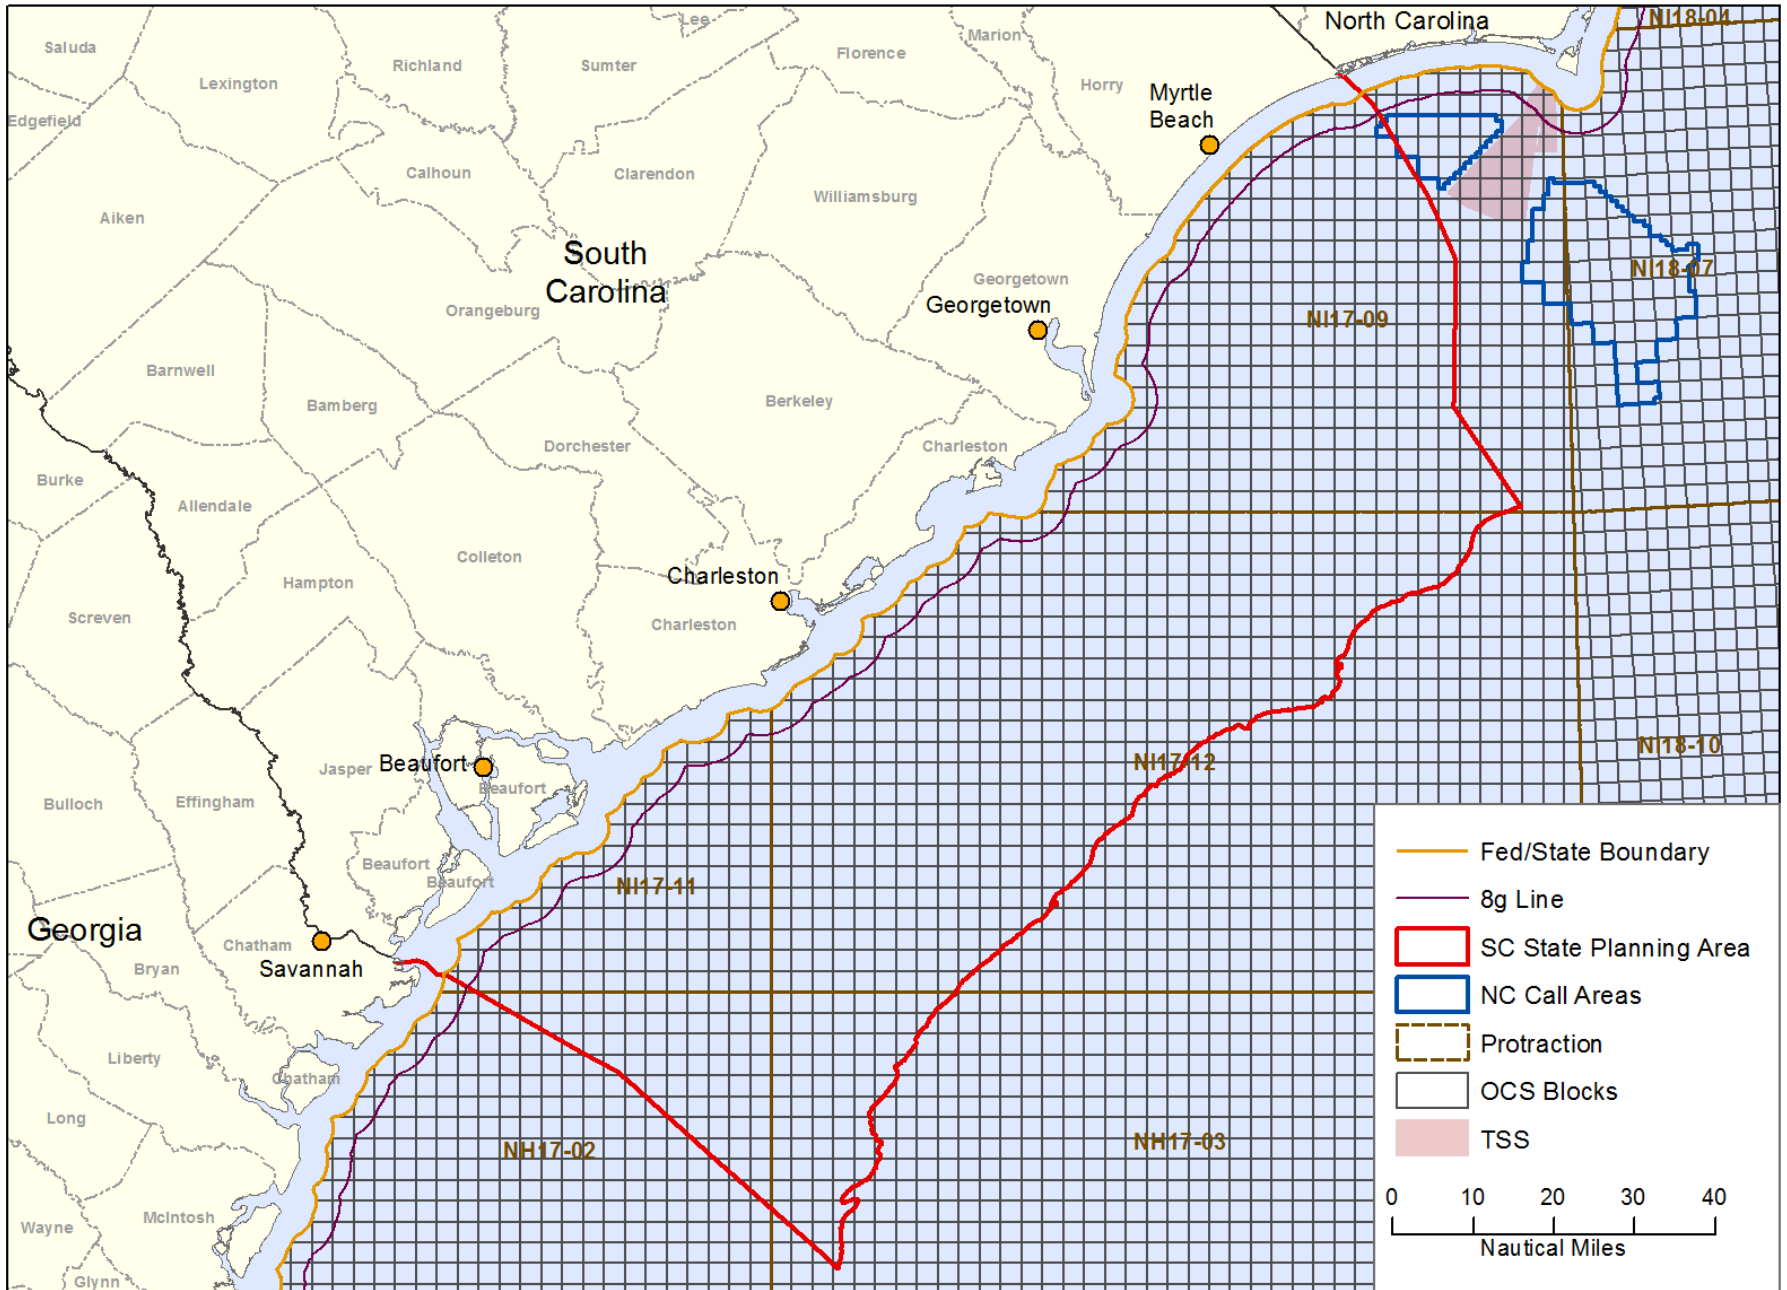 North Carolina
NI18-04
Lee
Marion
Saluda
Florence
Richland
Sumter
Lexington
Horry
Myrtle
Beach
Edgefield
Calhoun
Clarendon
Williamsburg
Aiken
South
Carolina
NI18-07
Georgetown
Georgetown
Orangeburg
NI17-09
Barnwell
Bamberg
Berkeley
Dorchester
Charleston
Burke
Allendale
Colleton
Hampton
Charleston
Screven
Charleston
NI18-10
NI17-12
Beaufort
Jasper
Beaufort
Effingham
Bulloch
Beaufort
Beaufort
NI17-11
Georgia
Chatham
Savannah
Bryan
Liberty
Chatham
Long
NH17-02
NH17-03
McIntosh
Wayne
Glynn
Fed/State Boundary
8g Line
SC State Planning Area
NC Call Areas
Protraction
OCS Blocks
TSS
0 10 20 30 40
Nautical Miles